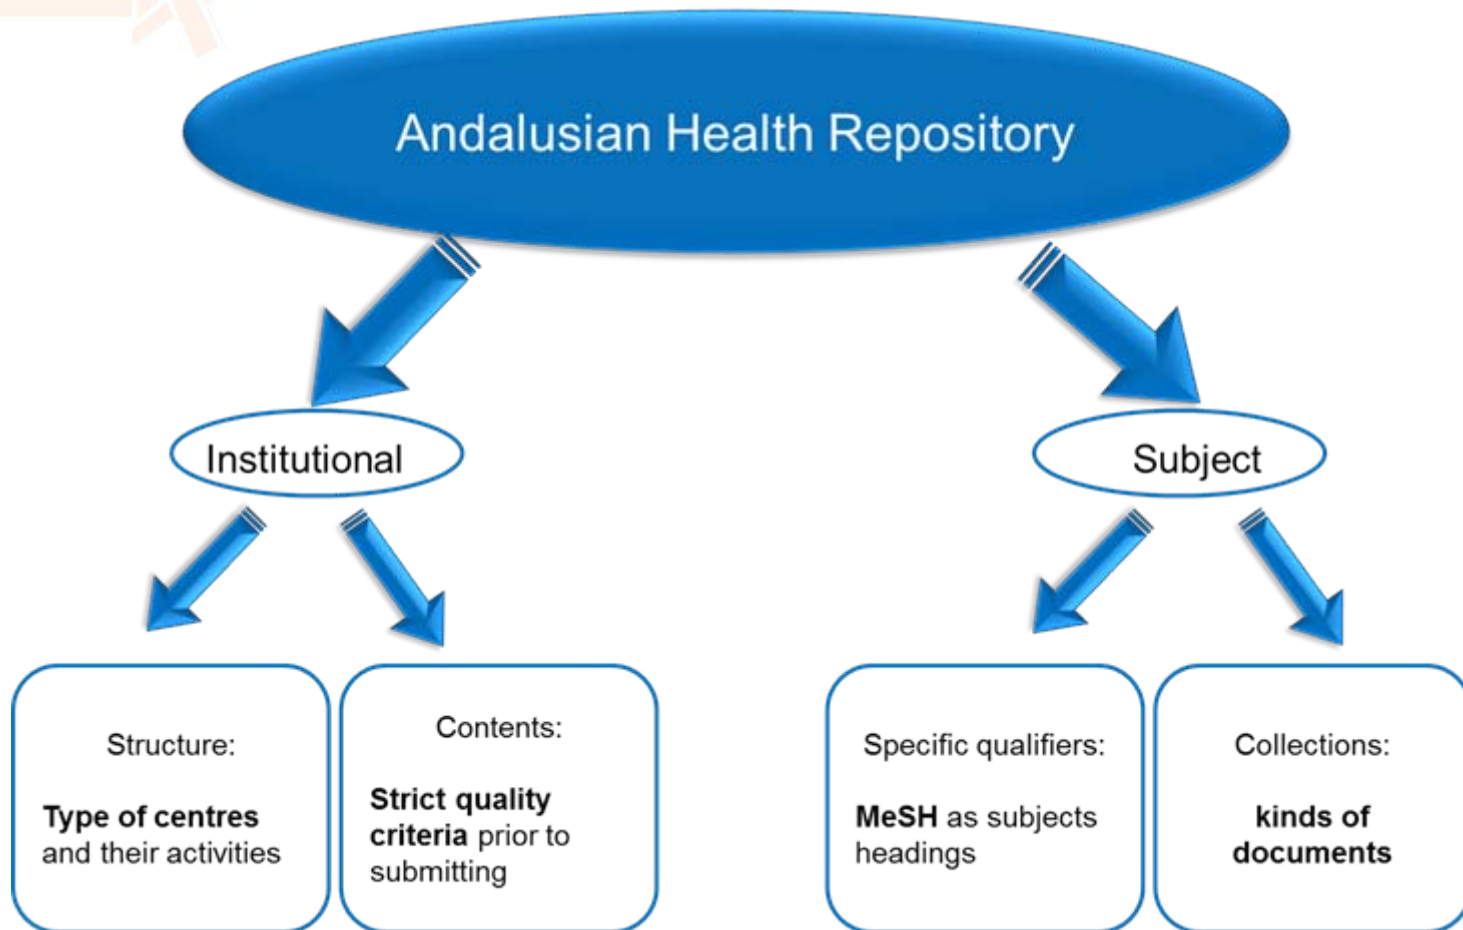 Andalusian Health Repository
Institutional
Subject
Structure:
Type of centres
and their activities
Contents:
Strict quality
criteria prior to
submitting
Specific qualifiers:
MeSH as subjects
headings
Collections:
kinds of
documents